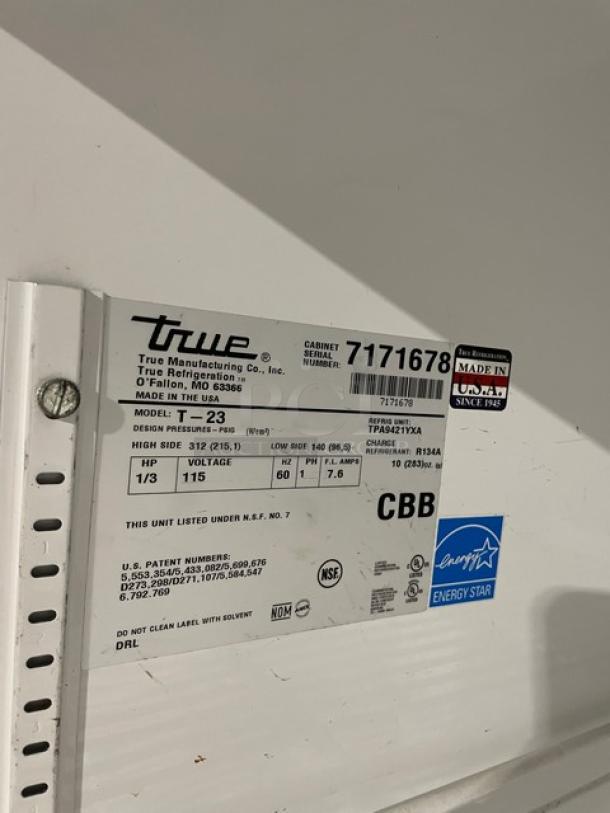 true®
True Manufacturing Co., Inc.
True Refrigeration™
O'Fallon, MO 63366
MADE IN THE USA
CABINET SERIAL NUMBER: 7171678
7171678
MODEL: T-23
DESIGN PRESSURES-PSIG
REFRIG UNIT:
TPA9421YXA
HIGH SIDE 312 (215,1) LOW SIDE 140 (96,5)
CHARGE
REFRIGERANT: R134A
10 (283)oz.
HP VOLTAGE HZ PH F.L. AMPS
1/3 115 60 1 7.6
CBB
THIS UNIT LISTED UNDER N.S.F. NO. 7
U.S. PATENT NUMBERS:
5,553,354/5,433,082/5,699,676
D273,298/D271,107/5,584,547
6,792,769
NSF.
NOM
DO NOT CLEAN LABEL WITH SOLVENT
DRL
TRUE REFRIGERATION
MADE IN
U.S.A.
SINCE 1945
energy
ENERGY STAR